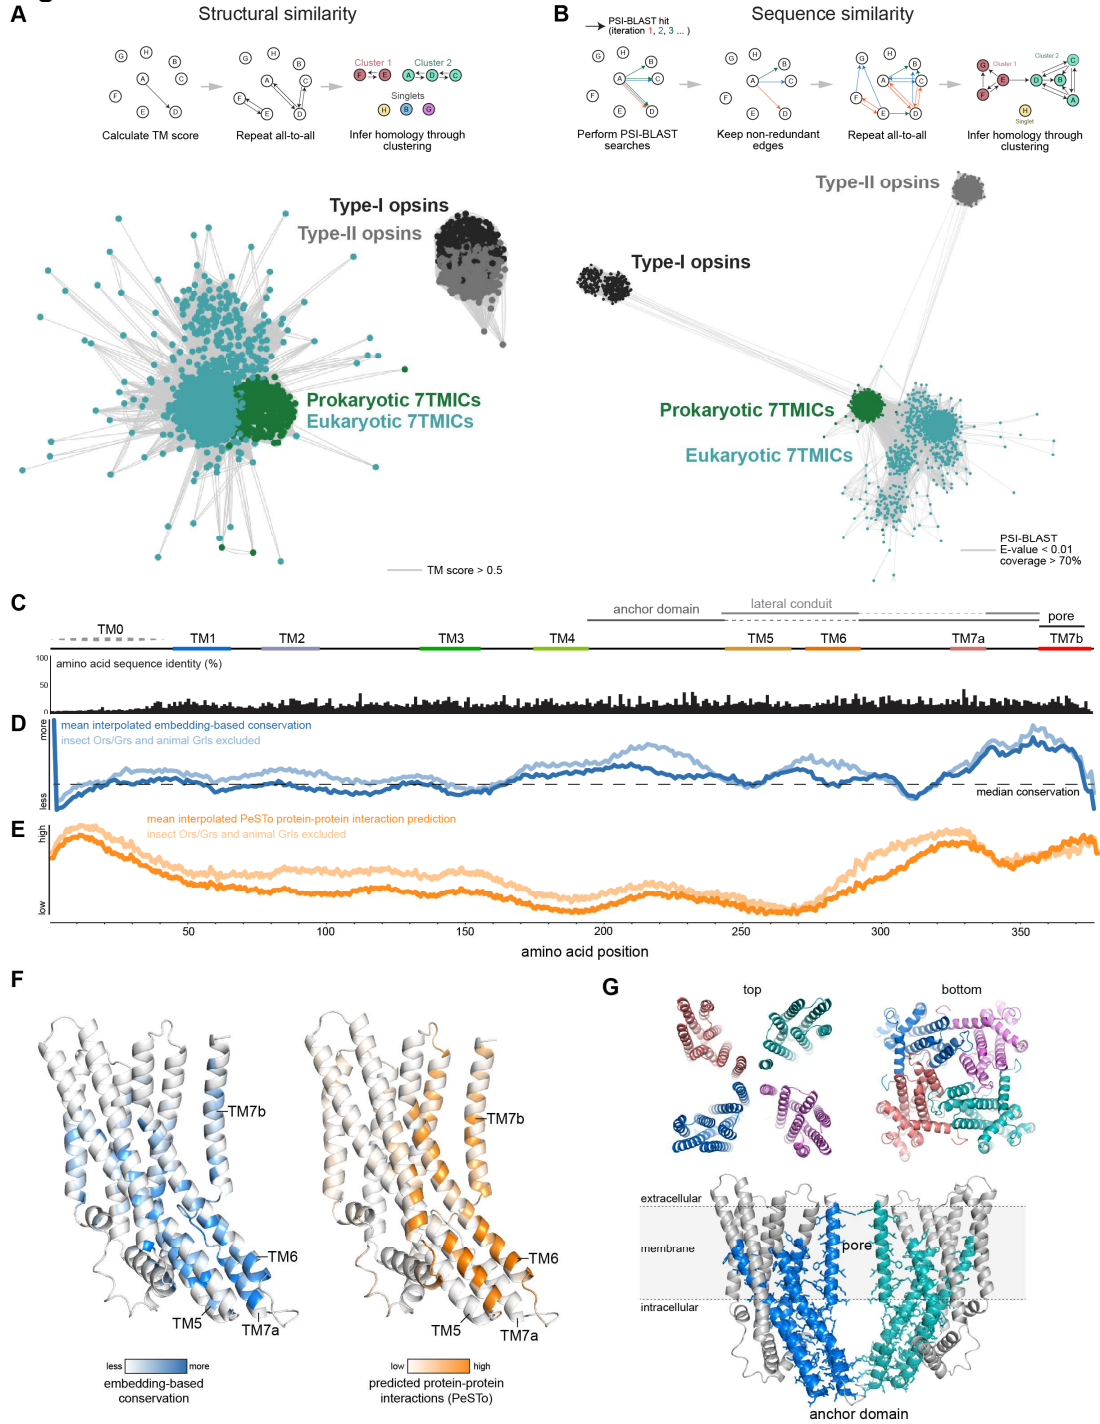 A
Structural similarity
G H B A C F E D
Calculate TM score
G H B A C F E D
Repeat all-to-all
Cluster 1
Cluster 2
F E A D C
Singlets
H B G
Infer homology through
clustering
Type-I opsins
Type-II opsins
Prokaryotic 7TMICs
Eukaryotic 7TMICs
TM score > 0.5
B
Sequence similarity
PSI-BLAST hit
(iteration 1, 2, 3 ... )
G H B A C F E D
Perform PSI-BLAST
searches
G H B A C F E D
Keep non-redundant
edges
G H B A C F E D
Repeat all-to-all
Cluster 1
Cluster 2
G E F D B C A
H
Singlet
Infer homology through
clustering
Type-II opsins
Type-I opsins
Prokaryotic 7TMICs
Eukaryotic 7TMICs
PSI-BLAST
E-value < 0.01
coverage > 70%
C
anchor domain
lateral conduit
pore
TM0
TM1
TM2
TM3
TM4
TM5
TM6
TM7a
TM7b
100
50
0
amino acid sequence identity (%)
D
more
less
mean interpolated embedding-based conservation
insect Ors/Grs and animal Grls excluded
median conservation
E
high
low
mean interpolated PeSTo protein-protein interaction prediction
insect Ors/Grs and animal Grls excluded
50 100 150 200 250 300 350
amino acid position
F
TM7b
TM6
TM5
TM7a
less
more
embedding-based
conservation
TM7b
TM6
TM5
TM7a
low
high
predicted protein-protein
interactions (PeSTo)
G
top
bottom
extracellular
membrane
intracellular
pore
anchor domain